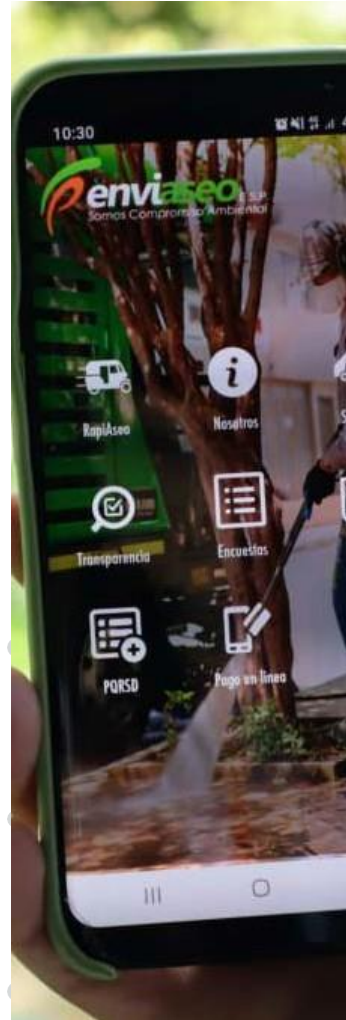 10:30
enviaseo E.S.P.
Somos Compromiso Ambiental
RapiAseo
Nosotros
Transparencia
Encuestas
PQRSD
Pago en línea